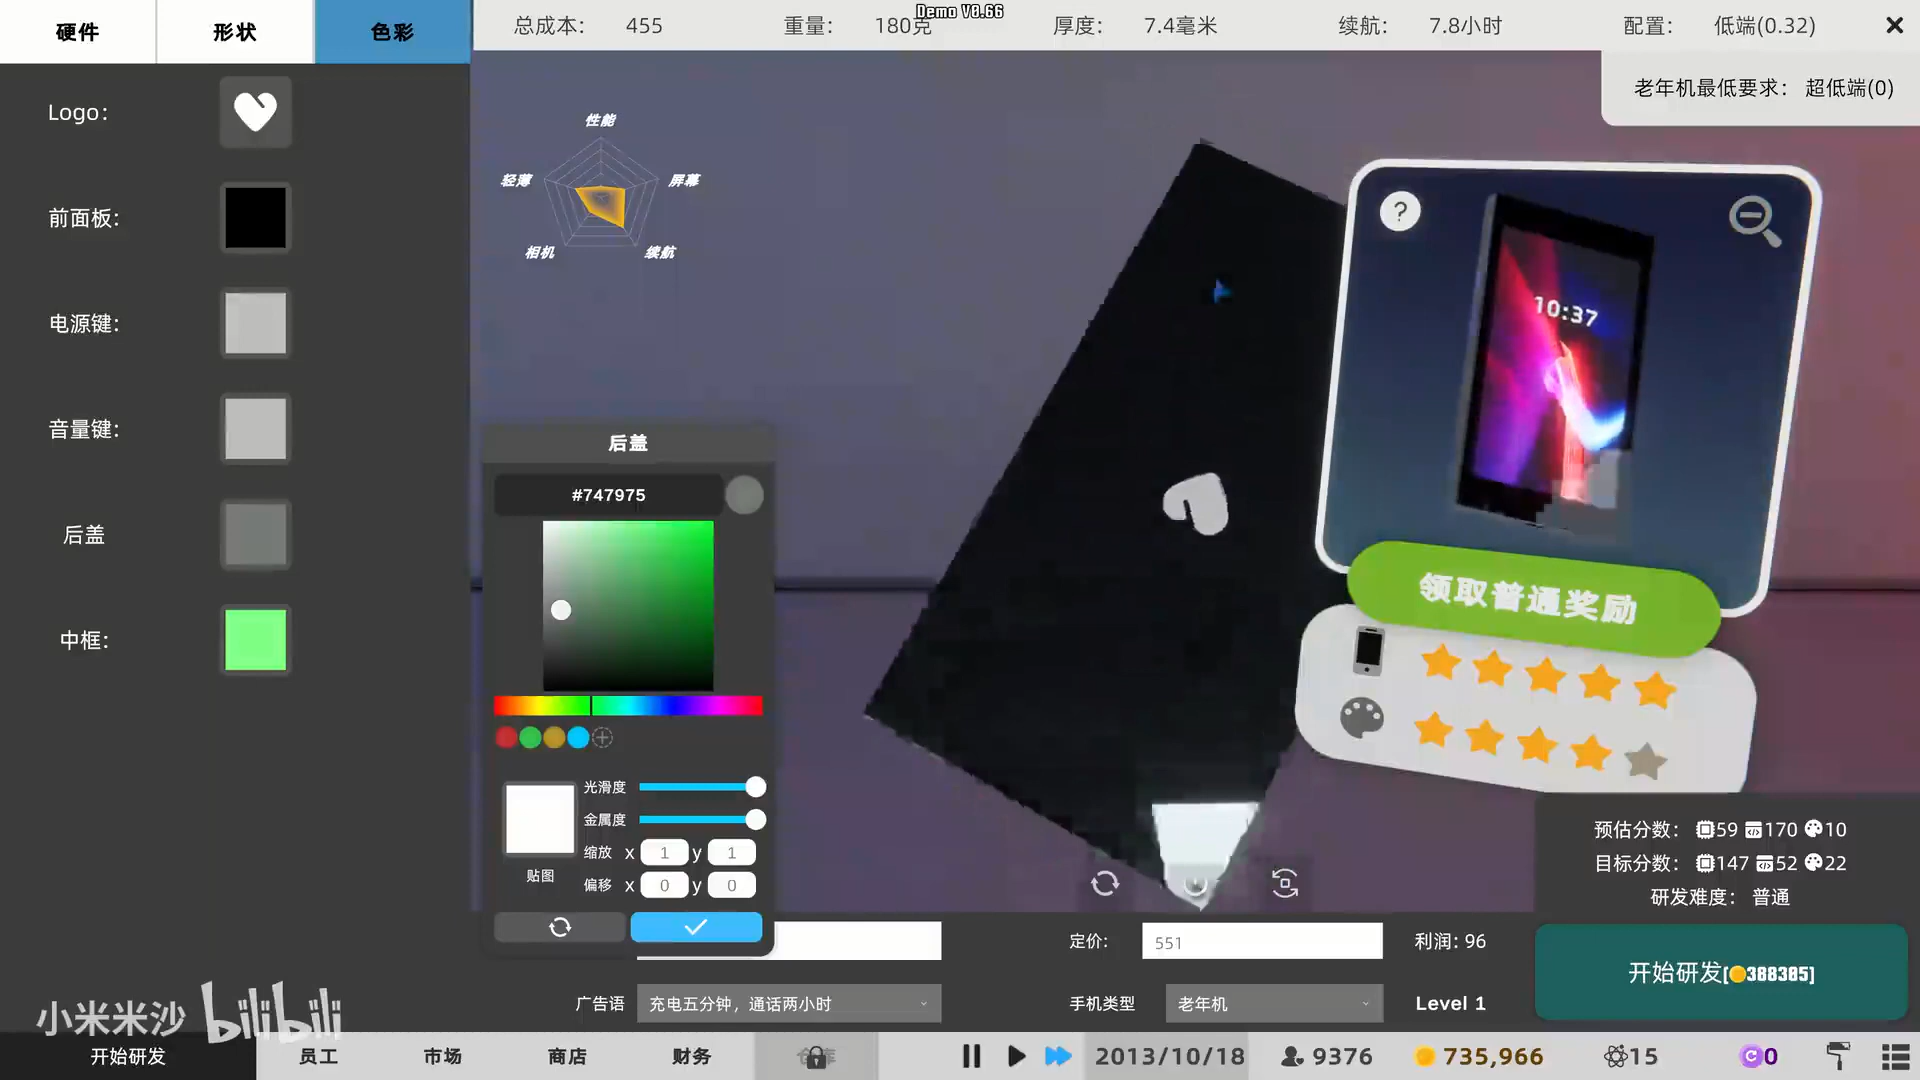 硬件
形状
色彩
总成本：
455
重量：
180克
厚度：
7.4毫米
续航：
7.8小时
配置：
低端(0.32)
Demo V0.66
老年机最低要求： 超低端(0)
Logo：
前面板：
电源键：
音量键：
后盖
中框：
性能
屏幕
续航
相机
轻薄
?
10:37
领取普通奖励
后盖
#747975
光滑度
金属度
缩放 x 1 y 1
偏移 x 0 y 0
贴图
预估分数： 59 170 10
目标分数： 147 52 22
研发难度： 普通
定价： 551 利润: 96
开始研发[388385]
广告语 充电五分钟，通话两小时
手机类型 老年机 Level 1
小米米沙 bilibili
开始研发
员工
市场
商店
财务
2013/10/18
9376
735,966
15
0